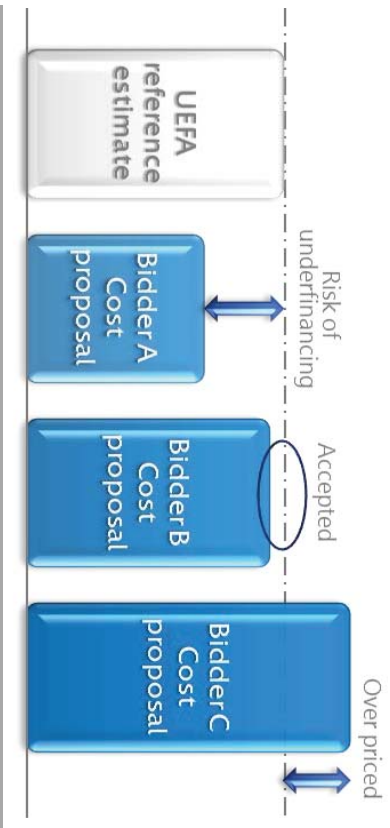 UEFA
reference
estimate
Risk of
underfinancing
Bidder A
Cost
proposal
Accepted
Bidder B
Cost
proposal
Over priced
Bidder C
Cost
proposal